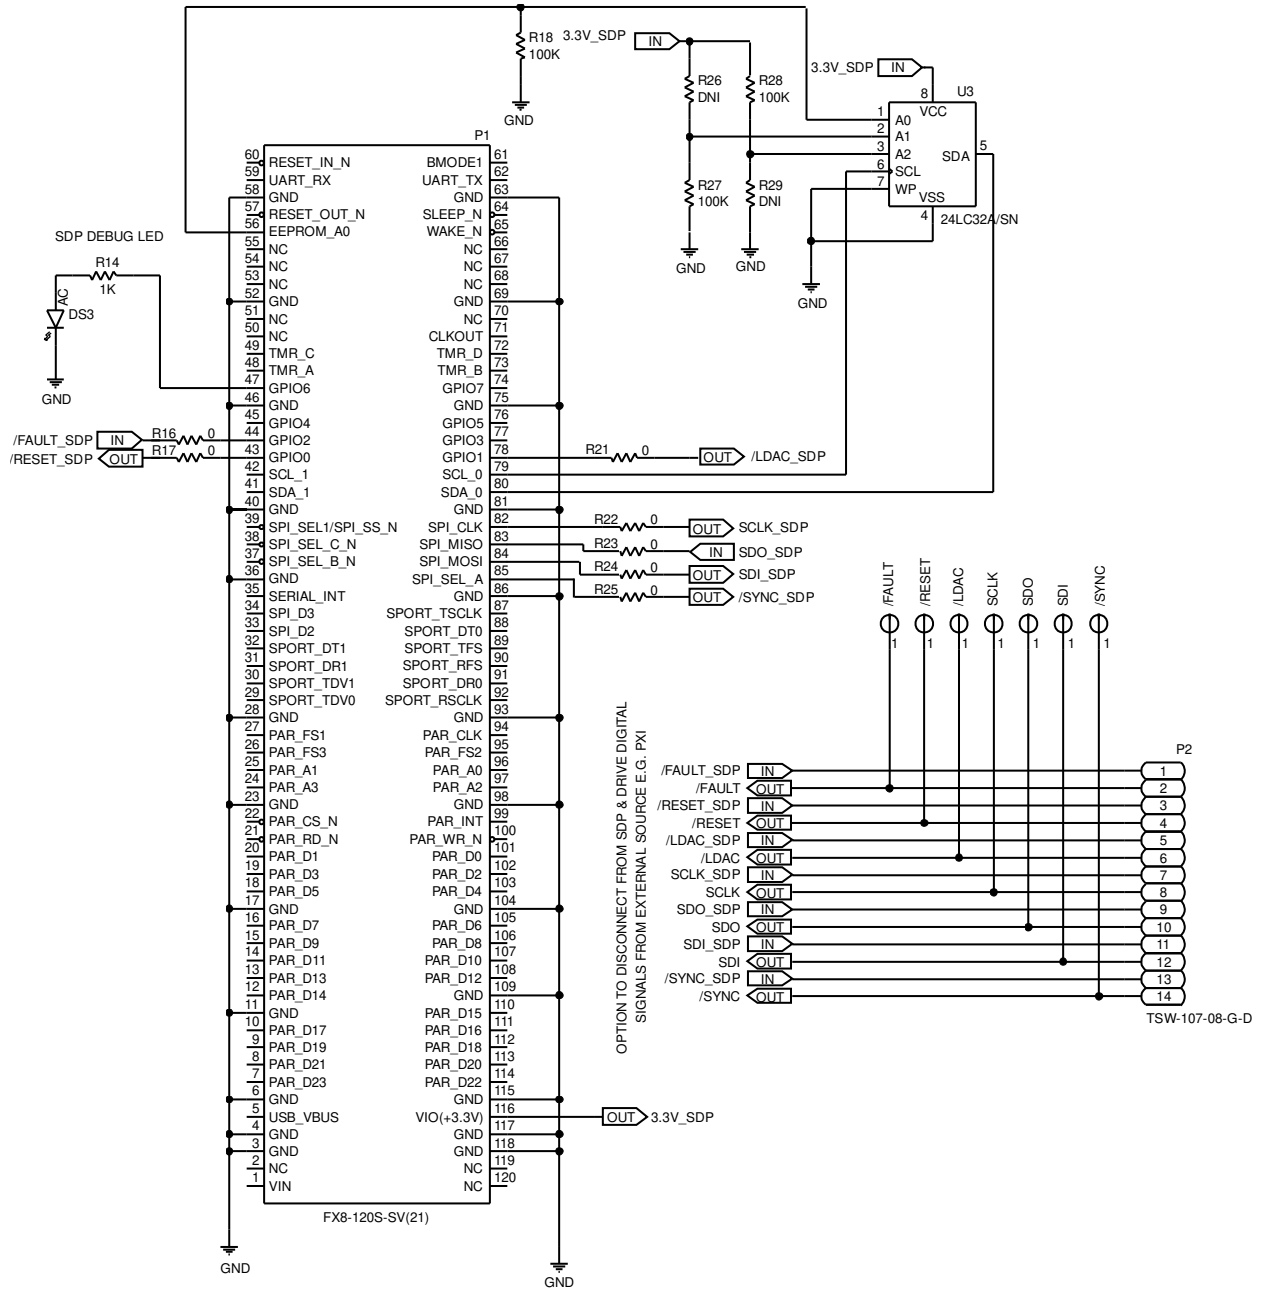 R18
100K
GND
3.3V_SDP
IN
R26
DNI
R28
100K
R27
100K
R29
DNI
GND
GND
3.3V_SDP
IN
U3
8
VCC
1
A0
2
A1
3
A2
6
SCL
7
WP
SDA
5
VSS
4
24LC32A/SN
GND
SDP DEBUG LED
R14
1K
AC
DS3
GND
/FAULT_SDP
IN
R16
0
/RESET_SDP
OUT
R17
0
P1
60 RESET_IN_N BMODE1 61
59 UART_RX UART_TX 62
58 GND GND 63
57 RESET_OUT_N SLEEP_N 64
56 EEPROM_A0 WAKE_N 65
55 NC NC 66
54 NC NC 67
53 NC NC 68
52 GND GND 69
51 NC NC 70
50 NC CLKOUT 71
49 TMR_C TMR_D 72
48 TMR_A TMR_B 73
47 GPIO6 GPIO7 74
46 GND GND 75
45 GPIO4 GPIO5 76
44 GPIO2 GPIO3 77
43 GPIO0 GPIO1 78
42 SCL_1 SCL_0 79
41 SDA_1 SDA_0 80
40 GND GND 81
39 SPI_SEL1/SPI_SS_N SPI_CLK 82
38 SPI_SEL_C_N SPI_MISO 83
37 SPI_SEL_B_N SPI_MOSI 84
36 GND SPI_SEL_A 85
35 SERIAL_INT GND 86
34 SPI_D3 SPORT_TSCLK 87
33 SPI_D2 SPORT_DT0 88
32 SPORT_DT1 SPORT_TFS 89
31 SPORT_DR1 SPORT_RFS 90
30 SPORT_TDV1 SPORT_DR0 91
29 SPORT_TDV0 SPORT_RSCLK 92
28 GND GND 93
27 PAR_FS1 PAR_CLK 94
26 PAR_FS3 PAR_FS2 95
25 PAR_A1 PAR_A0 96
24 PAR_A3 PAR_A2 97
23 GND GND 98
22 PAR_CS_N PAR_INT 99
21 PAR_RD_N PAR_WR_N 100
20 PAR_D1 PAR_D0 101
19 PAR_D3 PAR_D2 102
18 PAR_D5 PAR_D4 103
17 GND GND 104
16 PAR_D7 PAR_D6 105
15 PAR_D9 PAR_D8 106
14 PAR_D11 PAR_D10 107
13 PAR_D13 PAR_D12 108
12 PAR_D14 GND 109
11 GND PAR_D15 110
10 PAR_D17 PAR_D16 111
9 PAR_D19 PAR_D18 112
8 PAR_D21 PAR_D20 113
7 PAR_D23 PAR_D22 114
6 GND GND 115
5 USB_VBUS VIO(+3.3V) 116
4 GND GND 117
3 GND GND 118
2 NC NC 119
1 VIN NC 120
FX8-120S-SV(21)
GND
GND
R21 0 OUT /LDAC_SDP
R22 0 OUT SCLK_SDP
R23 0 IN SDO_SDP
R24 0 OUT SDI_SDP
R25 0 OUT /SYNC_SDP
OUT 3.3V_SDP
OPTION TO DISCONNECT FROM SDP & DRIVE DIGITAL
SIGNALS FROM EXTERNAL SOURCE E.G. PXI
/FAULT
/RESET
/LDAC
SCLK
SDO
SDI
/SYNC
1 1 1 1 1 1 1
P2
/FAULT_SDP IN 1
/FAULT OUT 2
/RESET_SDP IN 3
/RESET OUT 4
/LDAC_SDP IN 5
/LDAC OUT 6
SCLK_SDP IN 7
SCLK OUT 8
SDO_SDP IN 9
SDO OUT 10
SDI_SDP IN 11
SDI OUT 12
/SYNC_SDP IN 13
/SYNC OUT 14
TSW-107-08-G-D